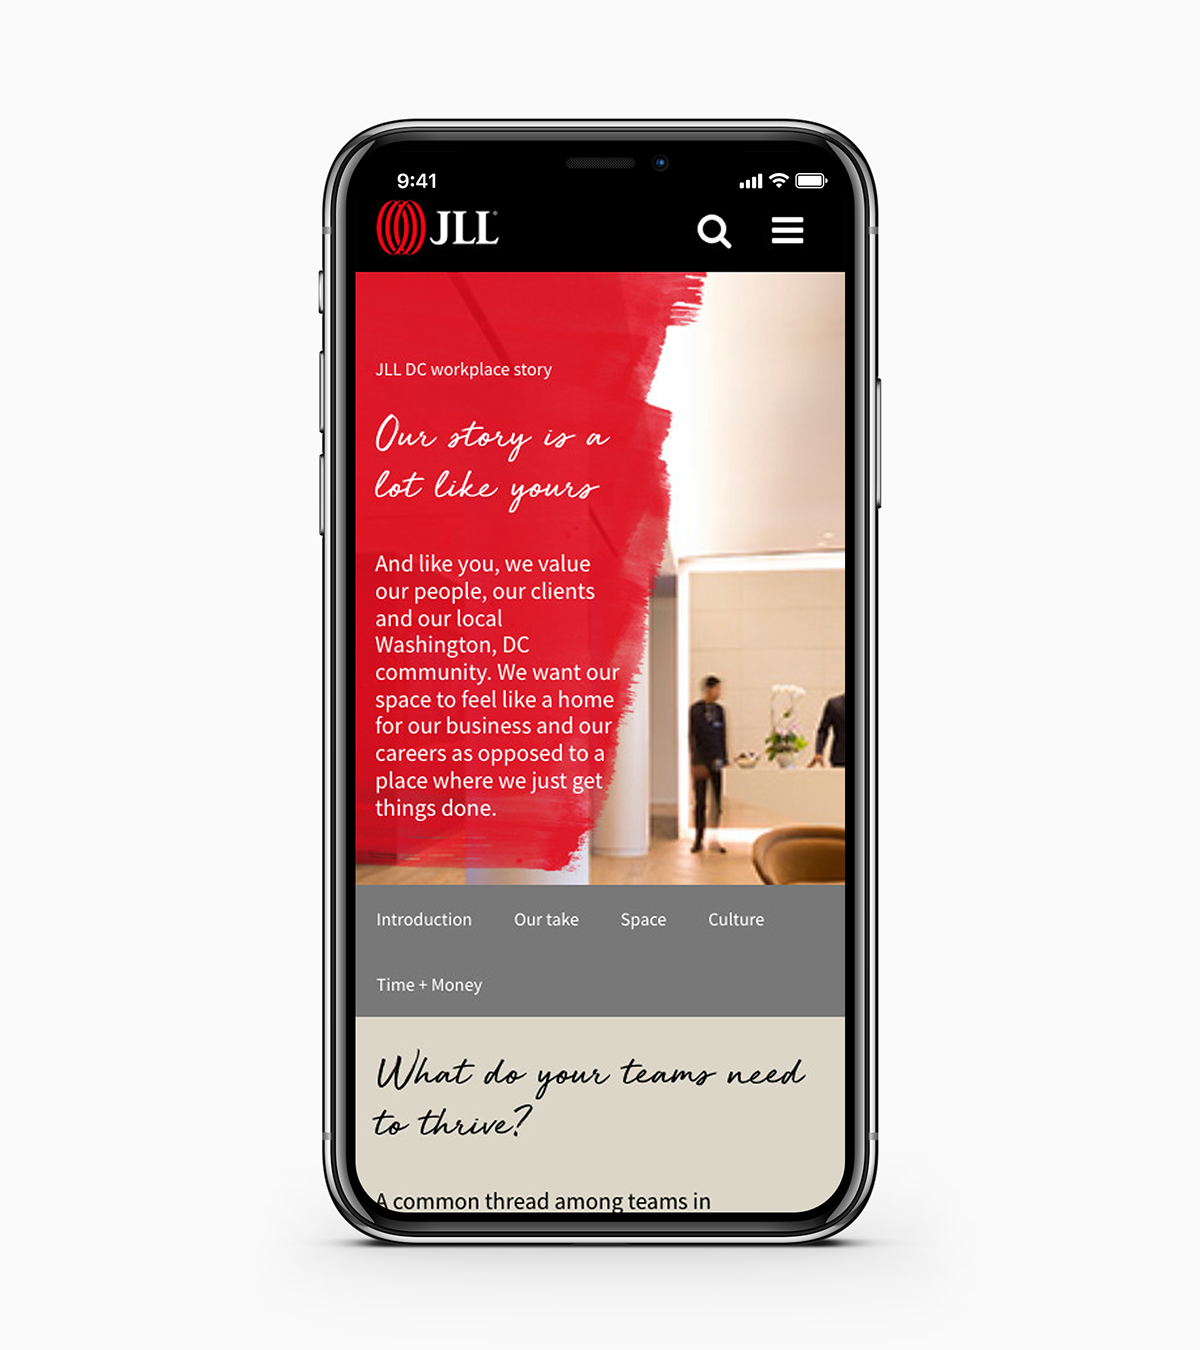 9:41
JLL
JLL DC workplace story
Our story is a
lot like yours
And like you, we value
our people, our clients
and our local
Washington, DC
community. We want our
space to feel like a home
for our business and our
careers as opposed to a
place where we just get
things done.
Introduction Our take Space Culture
Time + Money
What do your teams need
to thrive?
A common thread among teams in